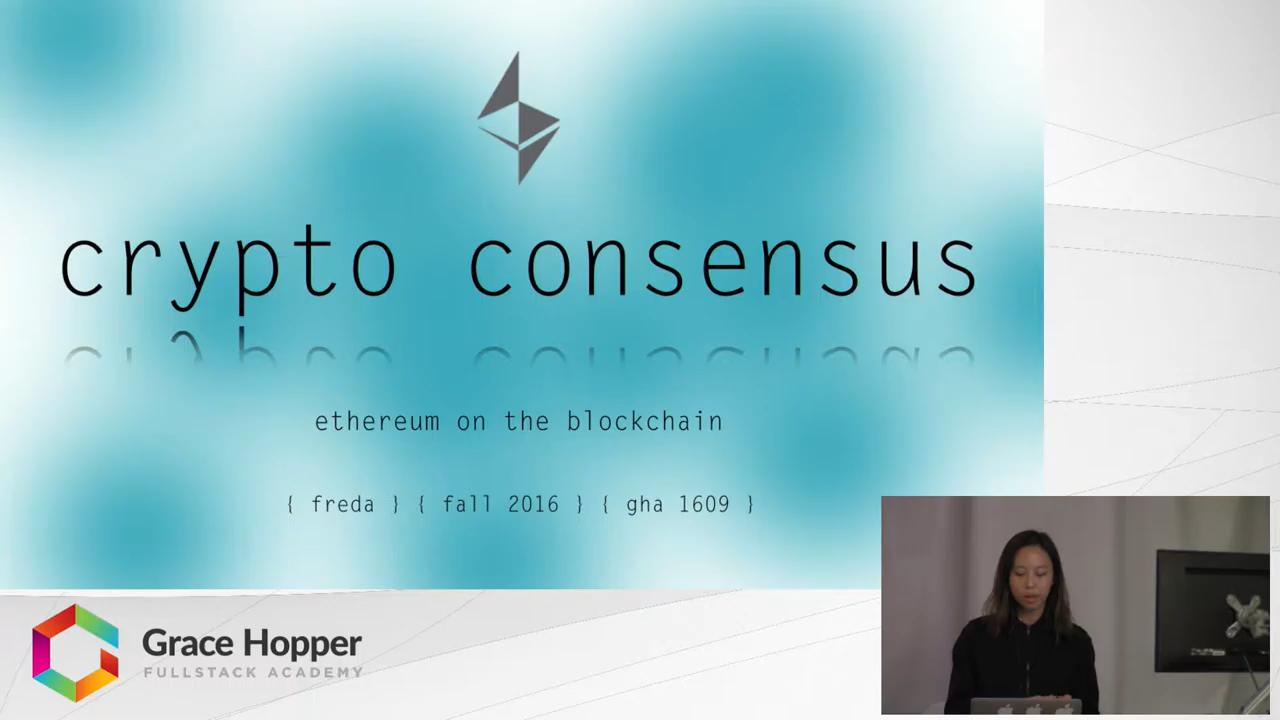 crypto consensus
ethereum on the blockchain
{ freda } { fall 2016 } { gha 1609 }
Grace Hopper
FULLSTACK ACADEMY